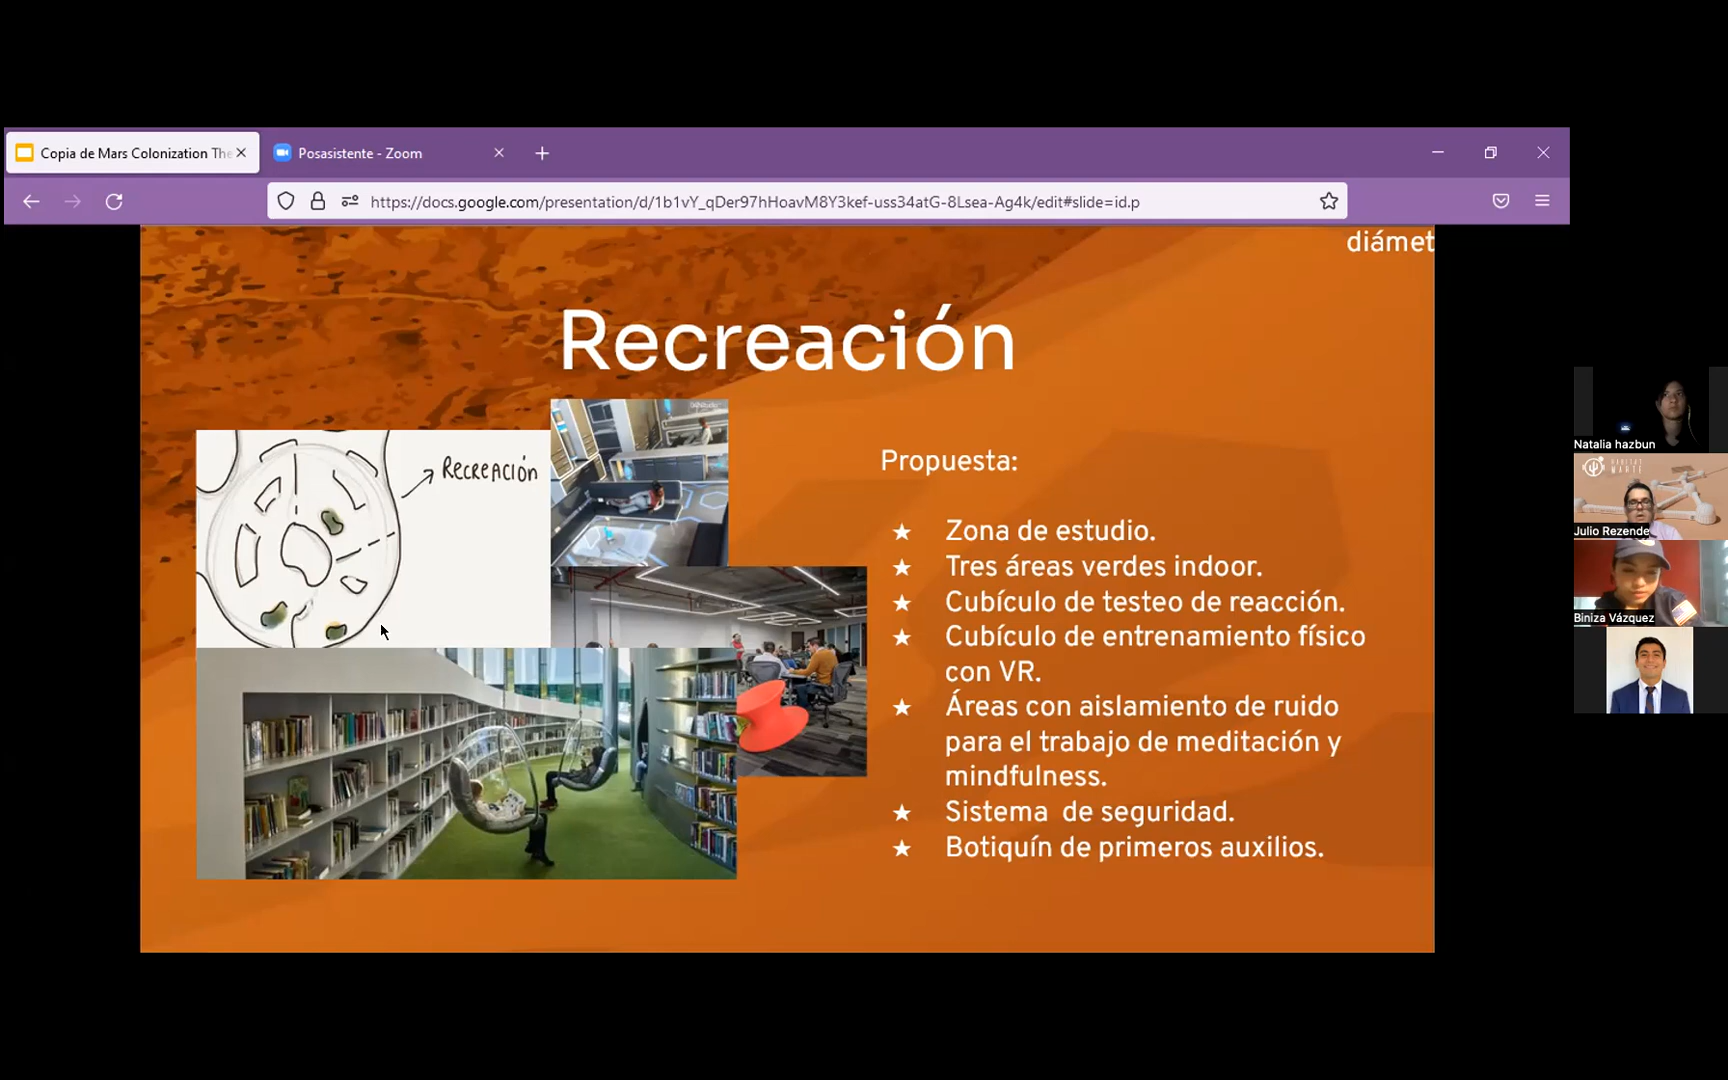 Copia de Mars Colonization The
Posasistente - Zoom
https://docs.google.com/presentation/d/1b1vY_qDer97hHoavM8Y3kef-uss34atG-8Lsea-Ag4k/edit#slide=id.p
diámet
Recreación
RECREACIÓN
Propuesta:
★ Zona de estudio.
★ Tres áreas verdes indoor.
★ Cubículo de testeo de reacción.
★ Cubículo de entrenamiento físico
con VR.
★ Áreas con aislamiento de ruido
para el trabajo de meditación y
mindfulness.
★ Sistema de seguridad.
★ Botiquín de primeros auxilios.
Natalia hazbun
HABITAT
MARTE
Julio Rezende
Biniza Vázquez